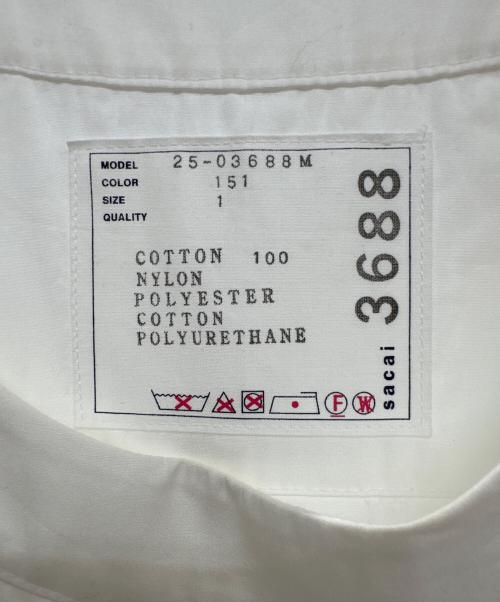 MODEL 25-03688M
COLOR 151
SIZE 1
QUALITY
COTTON 100
NYLON
POLYESTER
COTTON
POLYURETHANE
F
W
sacai 3688